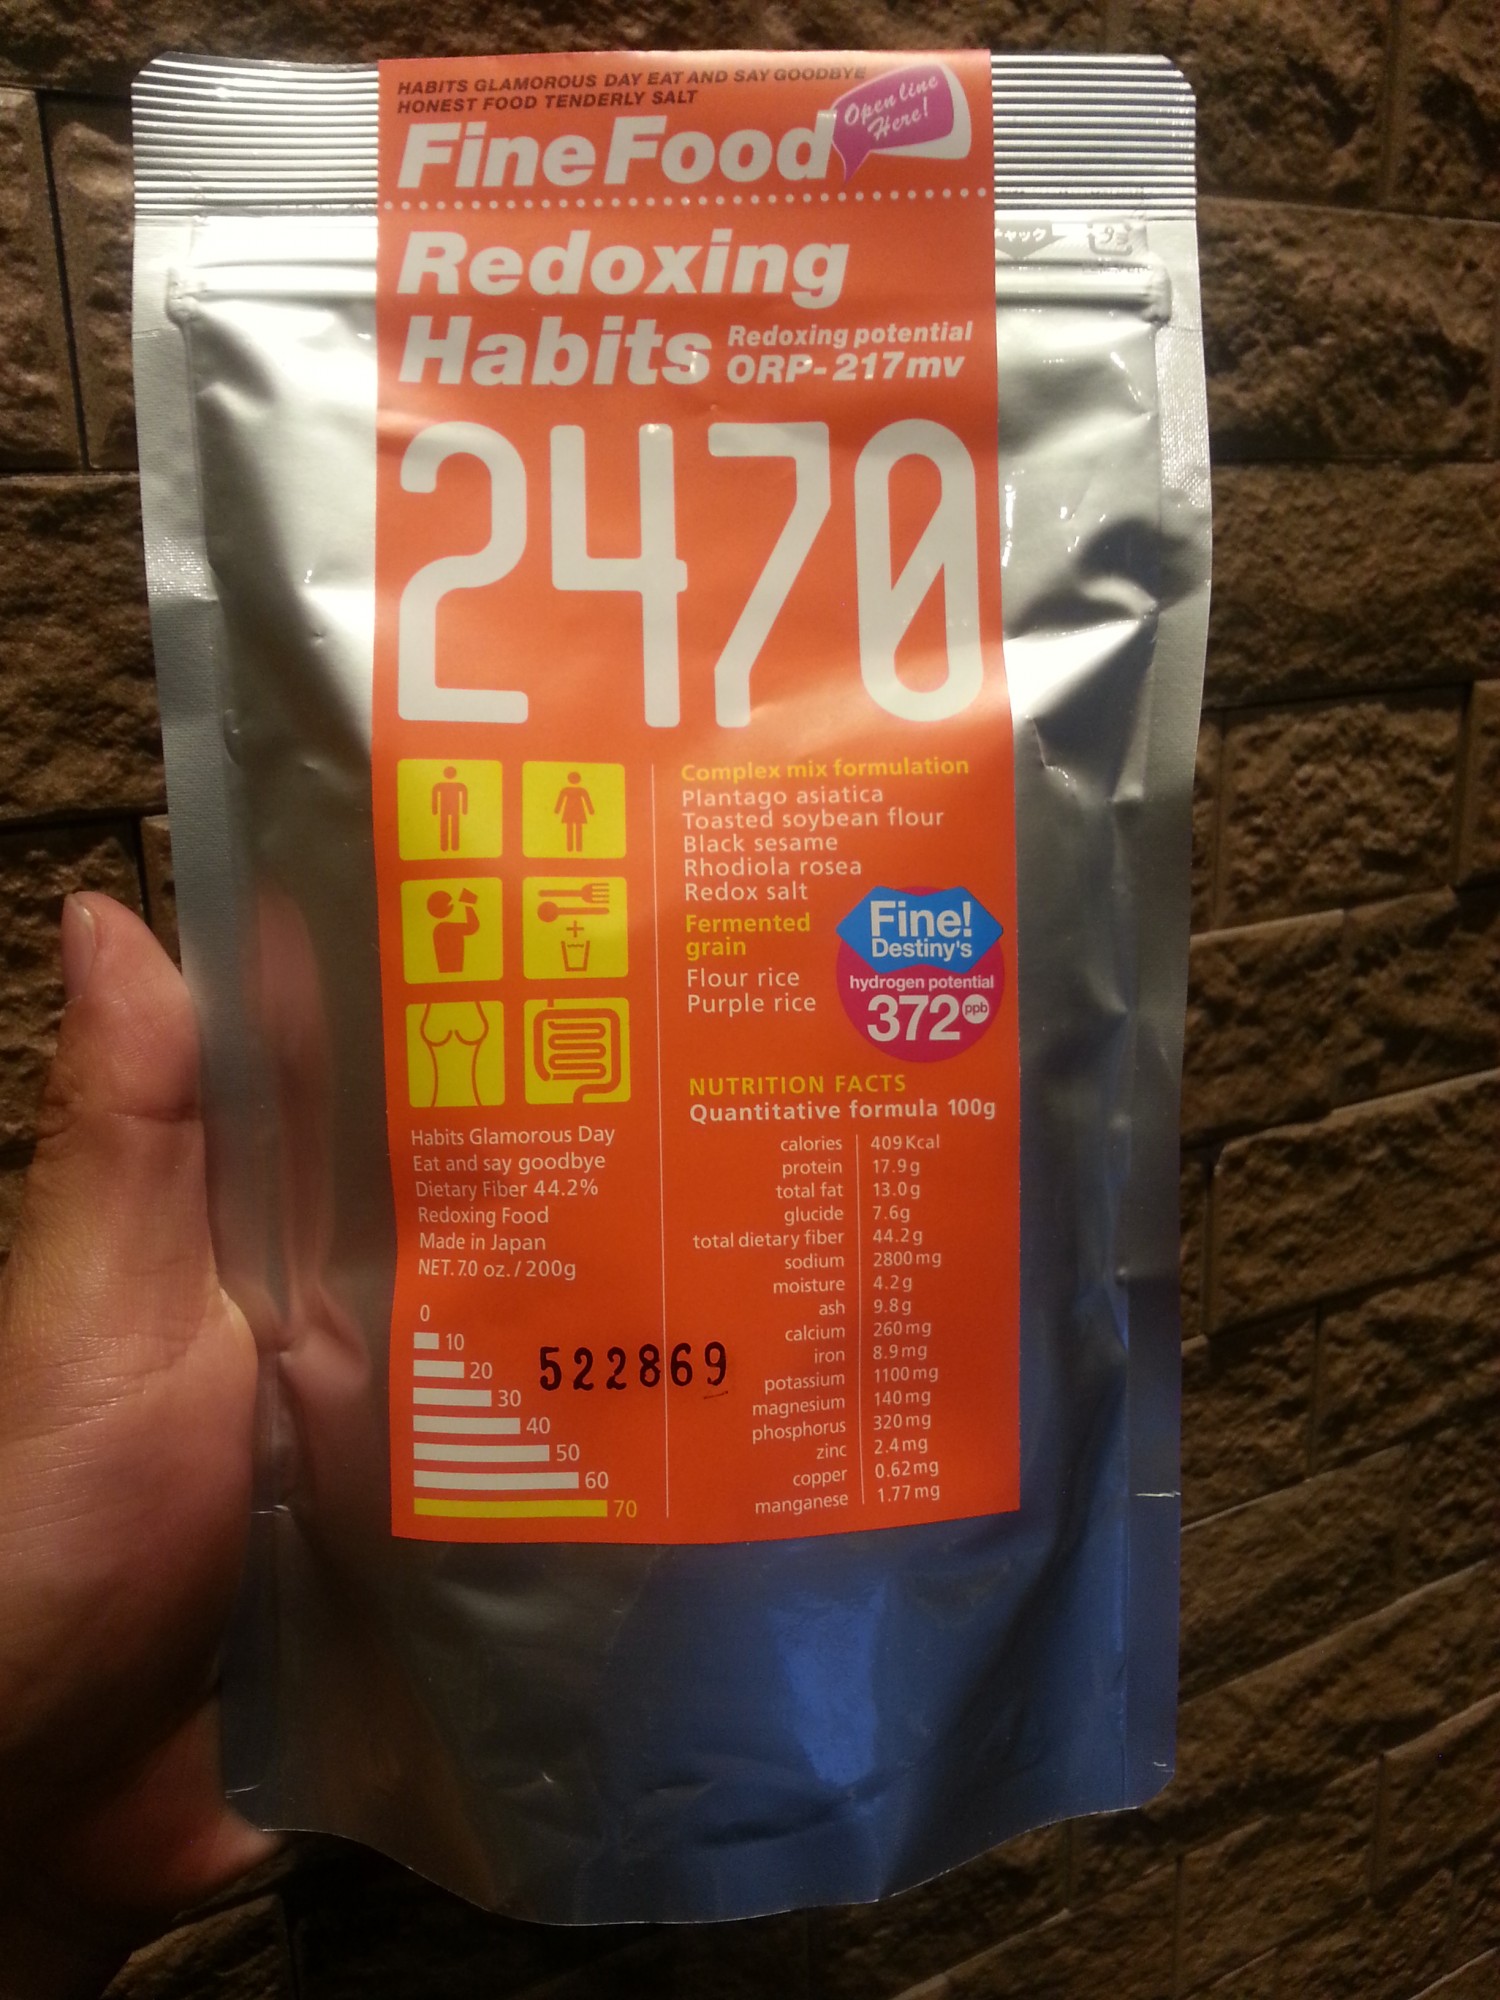 HABITS GLAMOROUS DAY EAT AND SAY GOODBYE
HONEST FOOD TENDERLY SALT
Open line
Here!
FineFood
Redoxing
Habits
Redoxing potential
ORP-217mv
チャック
2470
Complex mix formulation
Plantago asiatica
Toasted soybean flour
Black sesame
Rhodiola rosea
Redox salt
Fermented
grain
Flour rice
Purple rice
Fine!
Destiny's
hydrogen potential
372 ppb
Habits Glamorous Day
Eat and say goodbye
Dietary Fiber 44.2%
Redoxing Food
Made in Japan
NET.7.0 oz. / 200g
0
10
20
30
40
50
60
70
522869
NUTRITION FACTS
Quantitative formula 100g
calories 409Kcal
protein 17.9g
total fat 13.0g
glucide 7.6g
total dietary fiber 44.2g
sodium 2800mg
moisture 4.2g
ash 9.8g
calcium 260mg
iron 8.9mg
potassium 1100mg
magnesium 140mg
phosphorus 320mg
zinc 2.4mg
copper 0.62mg
manganese 1.77mg